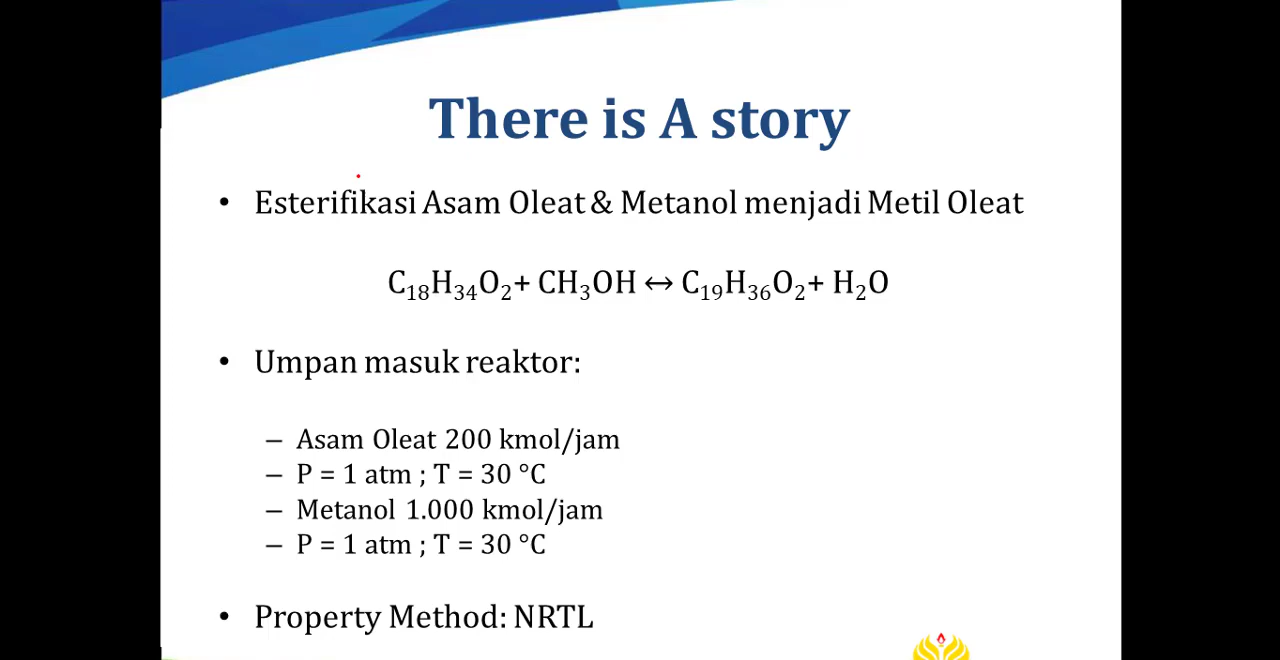 There is A story
• Esterifikasi Asam Oleat & Metanol menjadi Metil Oleat
C₁₈H₃₄O₂+ CH₃OH ↔ C₁₉H₃₆O₂+ H₂O
• Umpan masuk reaktor:
– Asam Oleat 200 kmol/jam
– P = 1 atm ; T = 30 °C
– Metanol 1.000 kmol/jam
– P = 1 atm ; T = 30 °C
• Property Method: NRTL